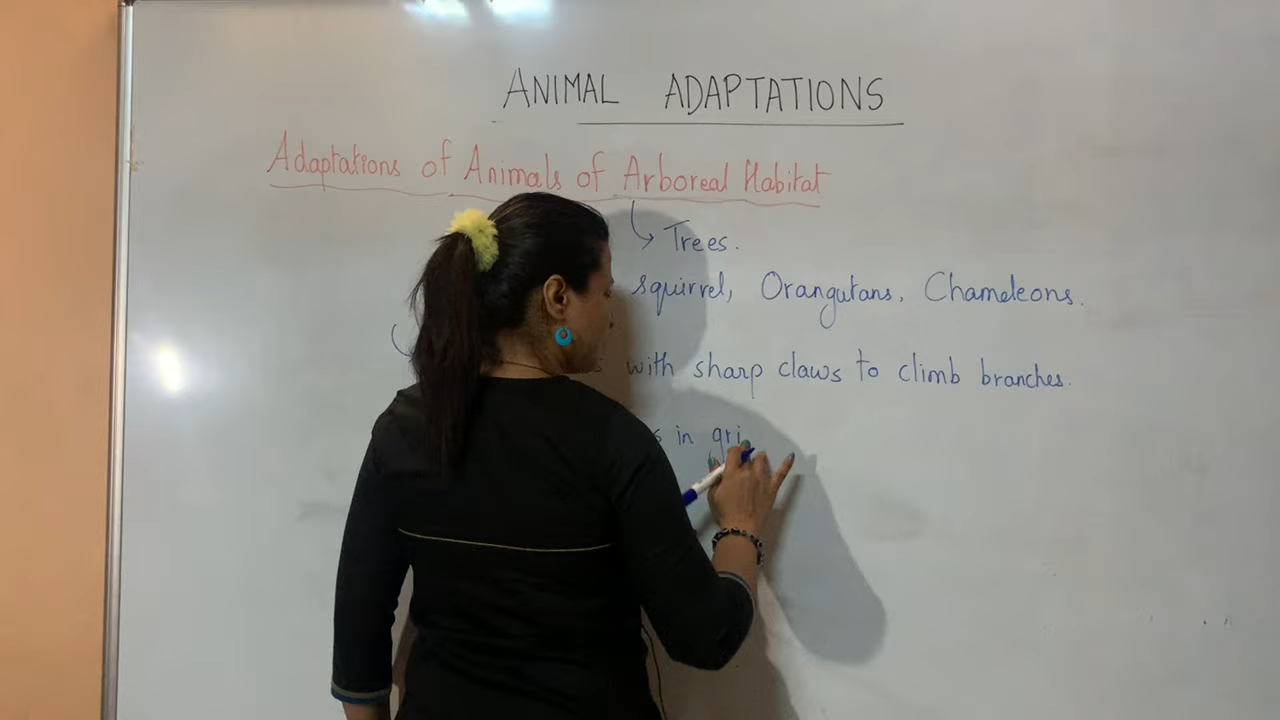 ANIMAL ADAPTATIONS
Adaptations of Animals of Arboreal Habitat
Trees.
squirrel, Orangutans, Chameleons.
with sharp claws to climb branches.
in gri